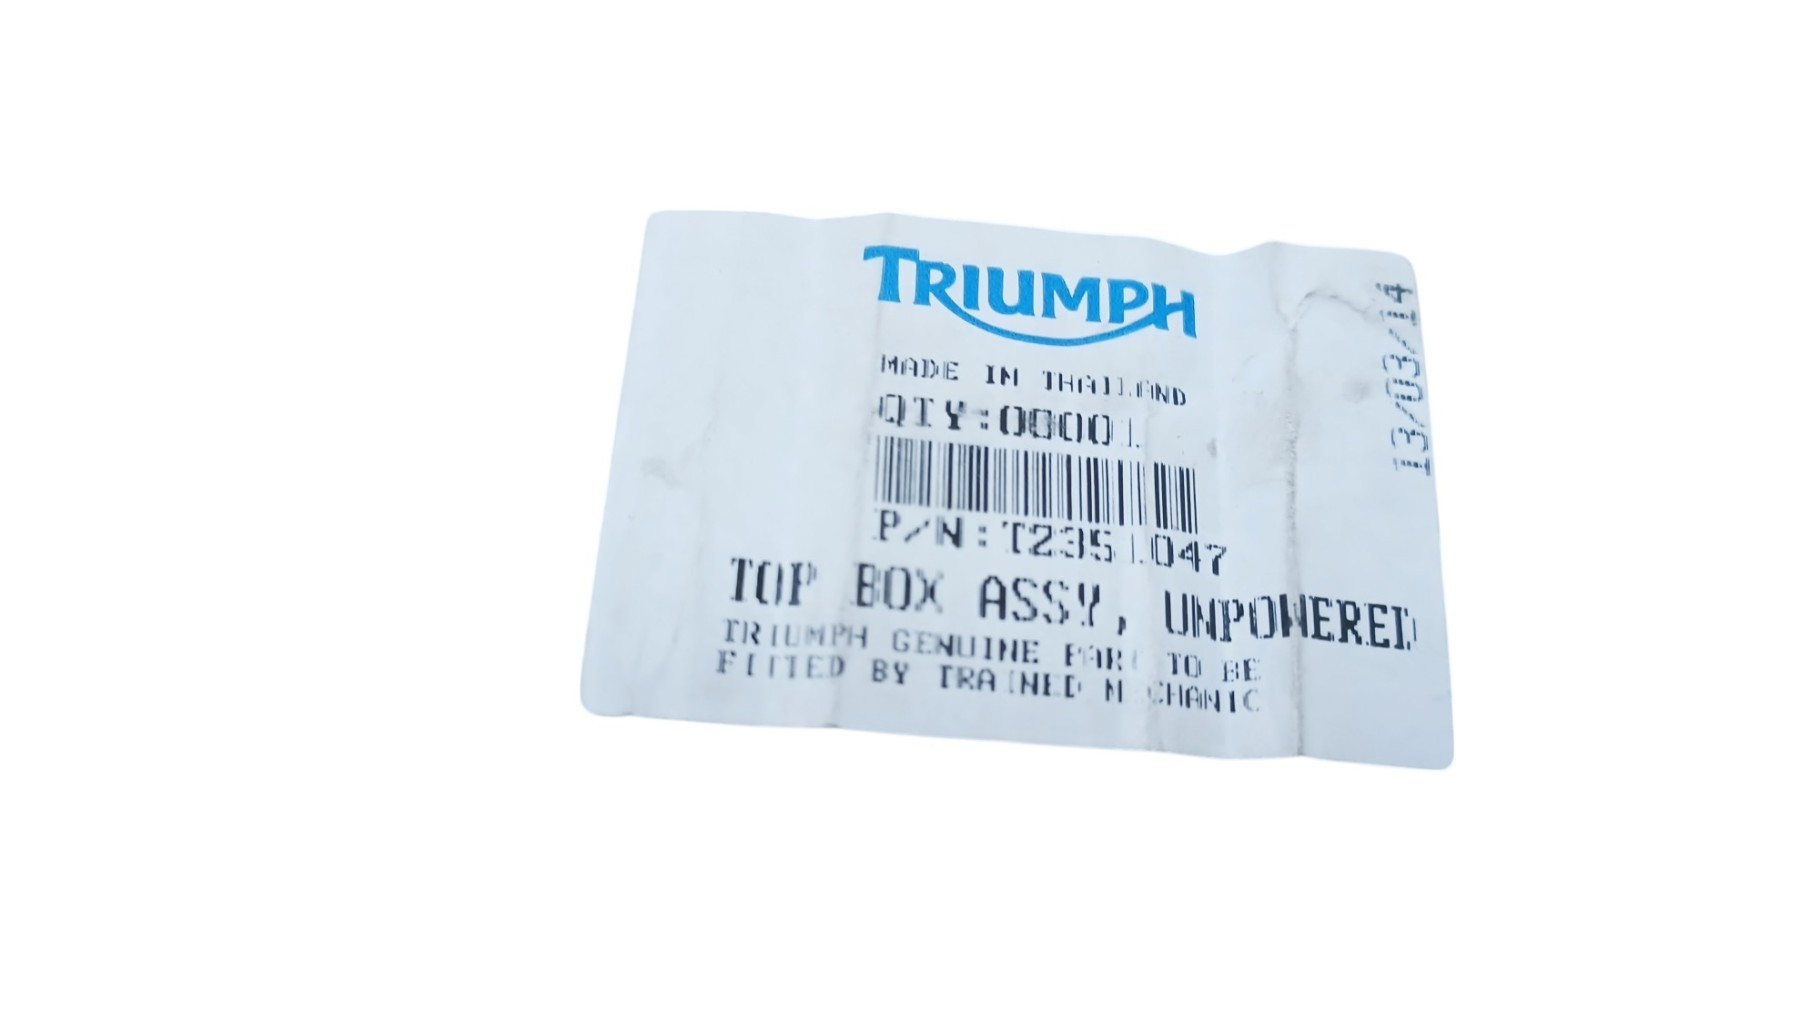 TRIUMPH
MADE IN THAILAND
QTY:00001
P/N:T2351047
TOP BOX ASSY, UNPOWERED
TRIUMPH GENUINE PART TO BE
FITTED BY TRAINED MECHANIC
13/03/14